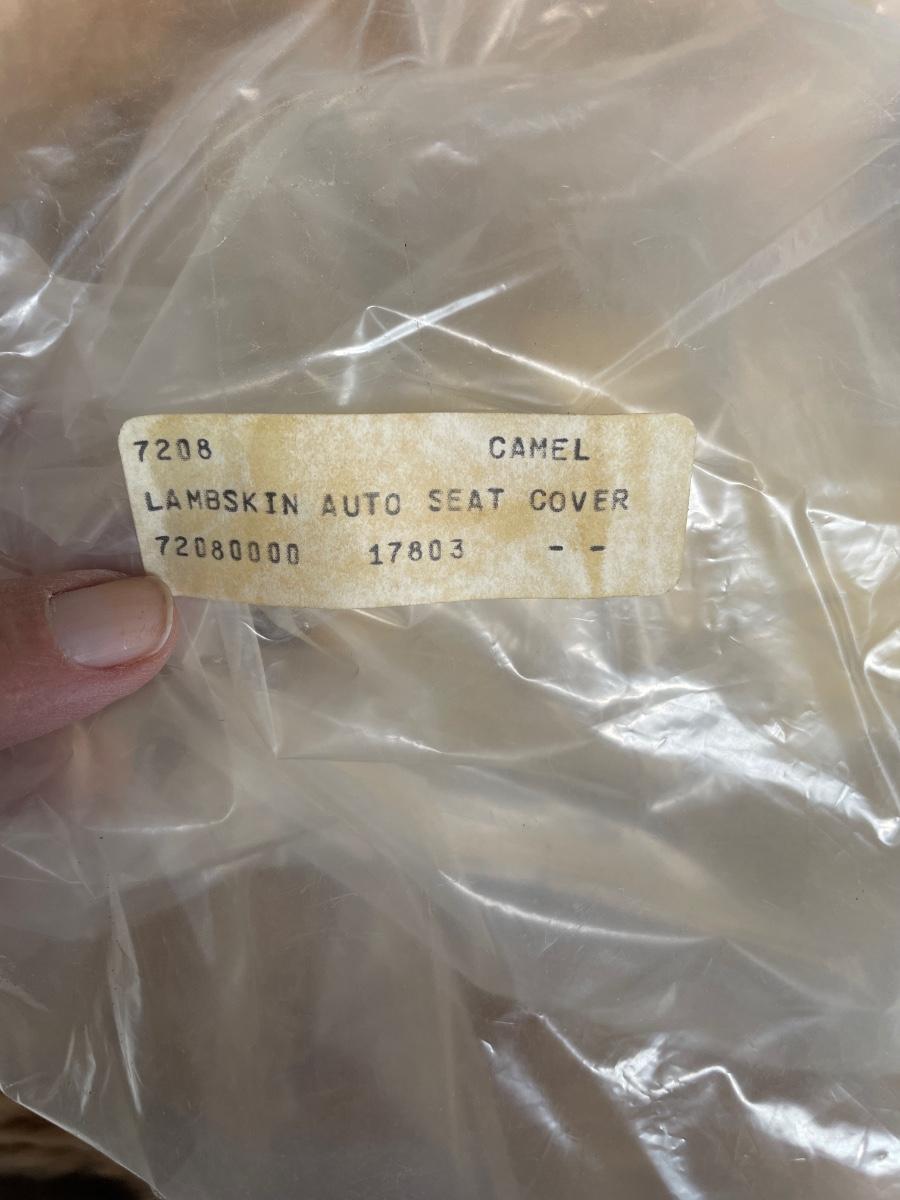 7208 CAMEL
LAMBSKIN AUTO SEAT COVER
72080000 17803 - -